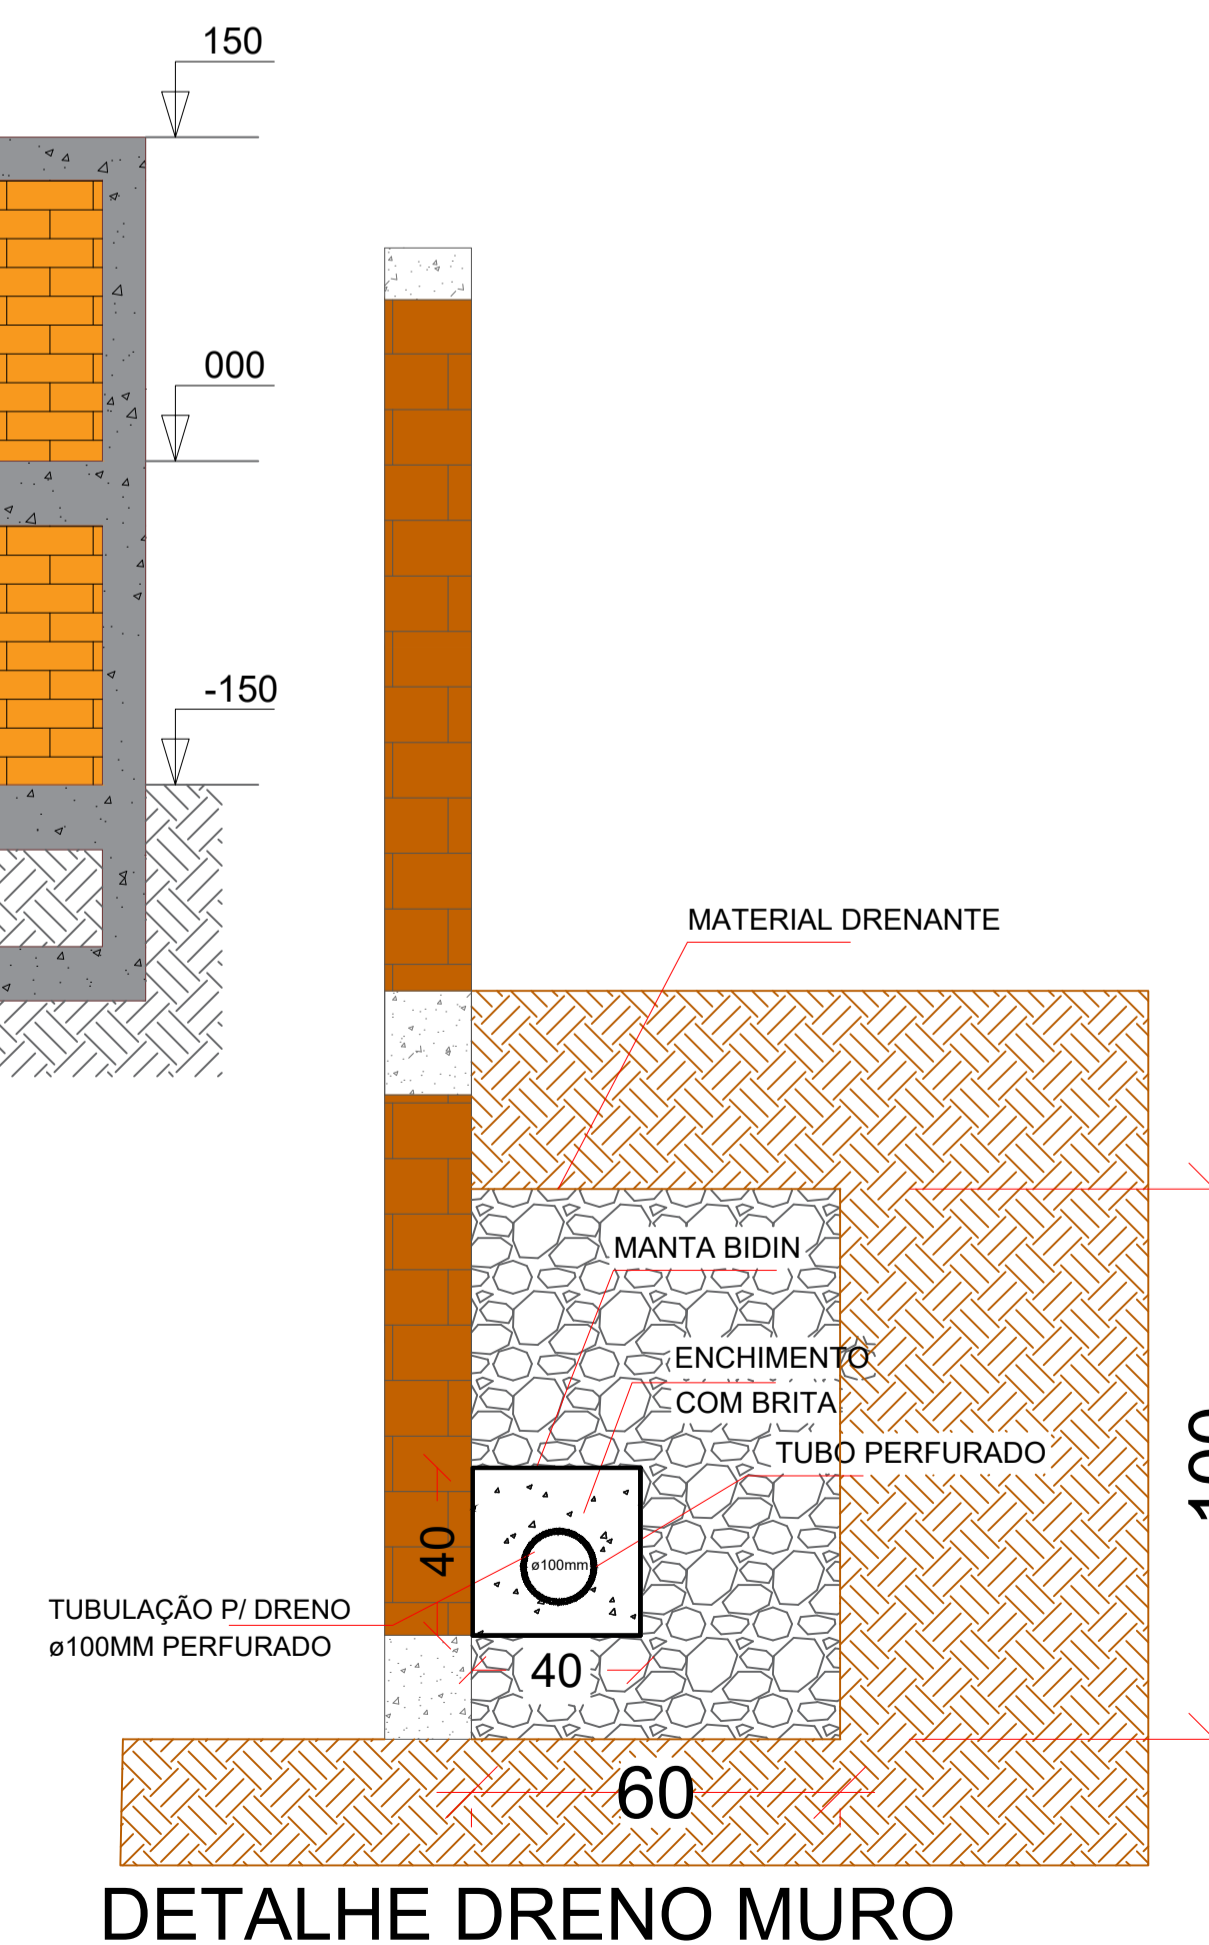 150
000
-150
MATERIAL DRENANTE
MANTA BIDIN
ENCHIMENTO
COM BRITA
TUBO PERFURADO
40
ø100mm
TUBULAÇÃO P/ DRENO
ø100MM PERFURADO
40
60
DETALHE DRENO MURO